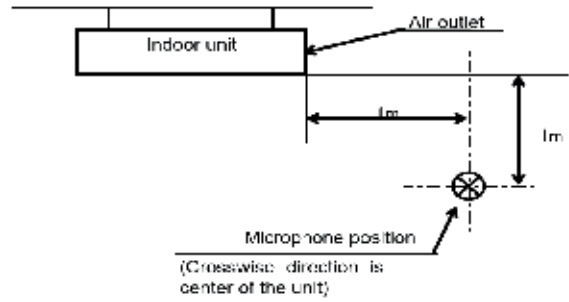 Air outlet
Indoor unit
1m
1m
Microphone position
(Crosswise direction is
center of the unit)